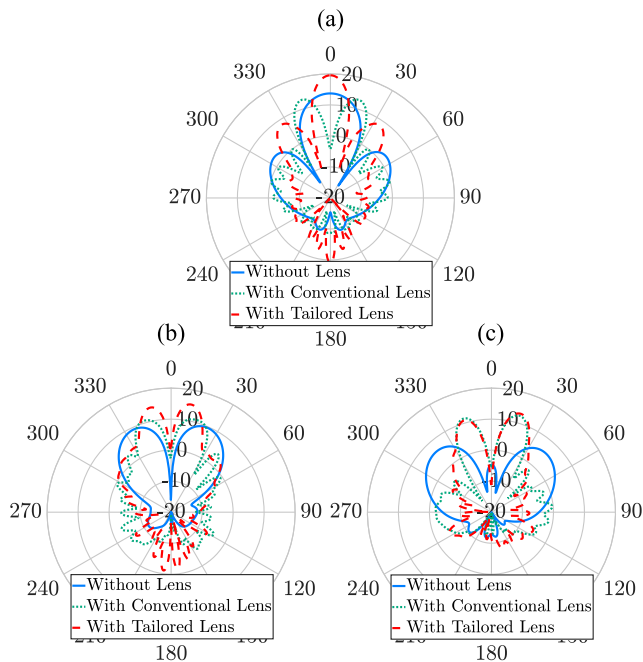 (a)
0
330 20 30
10
300 0 60
-10
270 -20 90
240 120
Without Lens
With Conventional Lens
With Tailored Lens
180
(b) (c)
0 0
330 20 30 330 20 30
10 10
300 0 60 300 0 60
-10 -10
270 -20 90 270 -20 90
240 120 240 120
Without Lens Without Lens
With Conventional Lens With Conventional Lens
With Tailored Lens With Tailored Lens
180 180